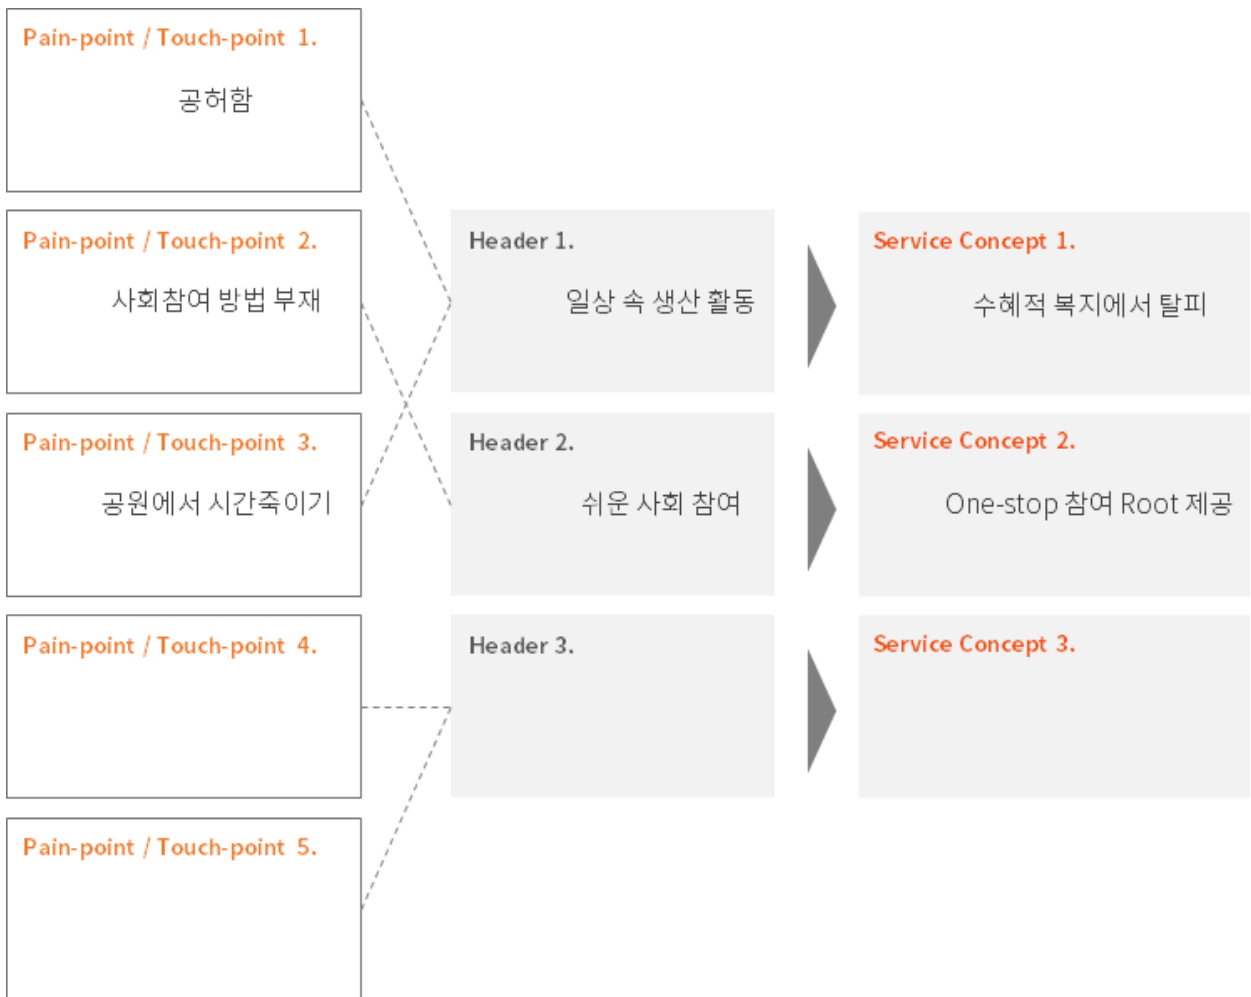 Pain-point / Touch-point 1.
공허함
Pain-point / Touch-point 2.
사회참여 방법 부재
Pain-point / Touch-point 3.
공원에서 시간죽이기
Pain-point / Touch-point 4.
Pain-point / Touch-point 5.
Header 1.
일상 속 생산 활동
Header 2.
쉬운 사회 참여
Header 3.
Service Concept 1.
수혜적 복지에서 탈피
Service Concept 2.
One-stop 참여 Root 제공
Service Concept 3.